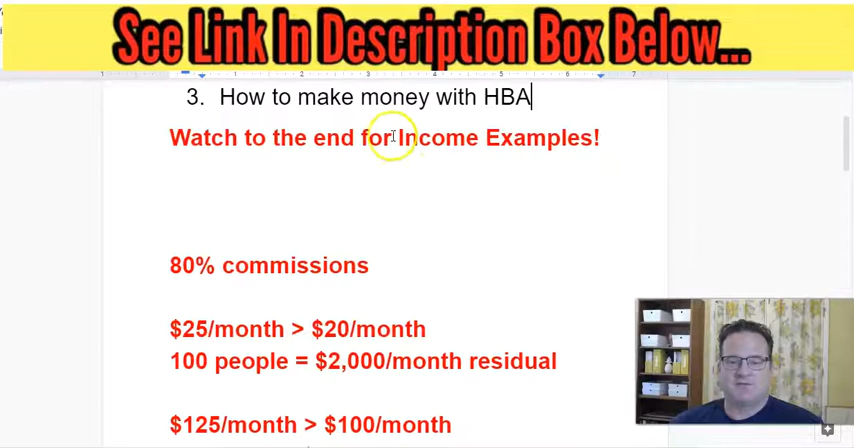 See Link In Description Box Below...
3. How to make money with HBA
Watch to the end for Income Examples!
80% commissions
$25/month > $20/month
100 people = $2,000/month residual
$125/month > $100/month